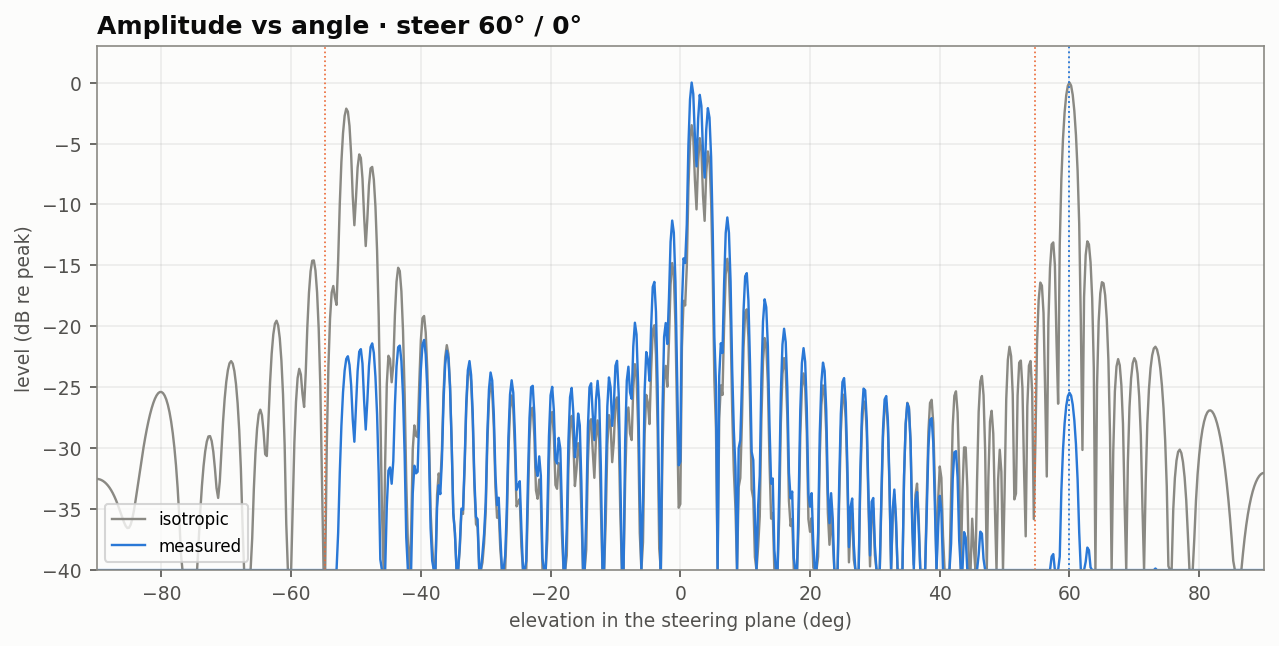 Amplitude vs angle · steer 60° / 0°
level (dB re peak)
0
−5
−10
−15
−20
−25
−30
−35
−40
isotropic
measured
−80 −60 −40 −20 0 20 40 60 80
elevation in the steering plane (deg)